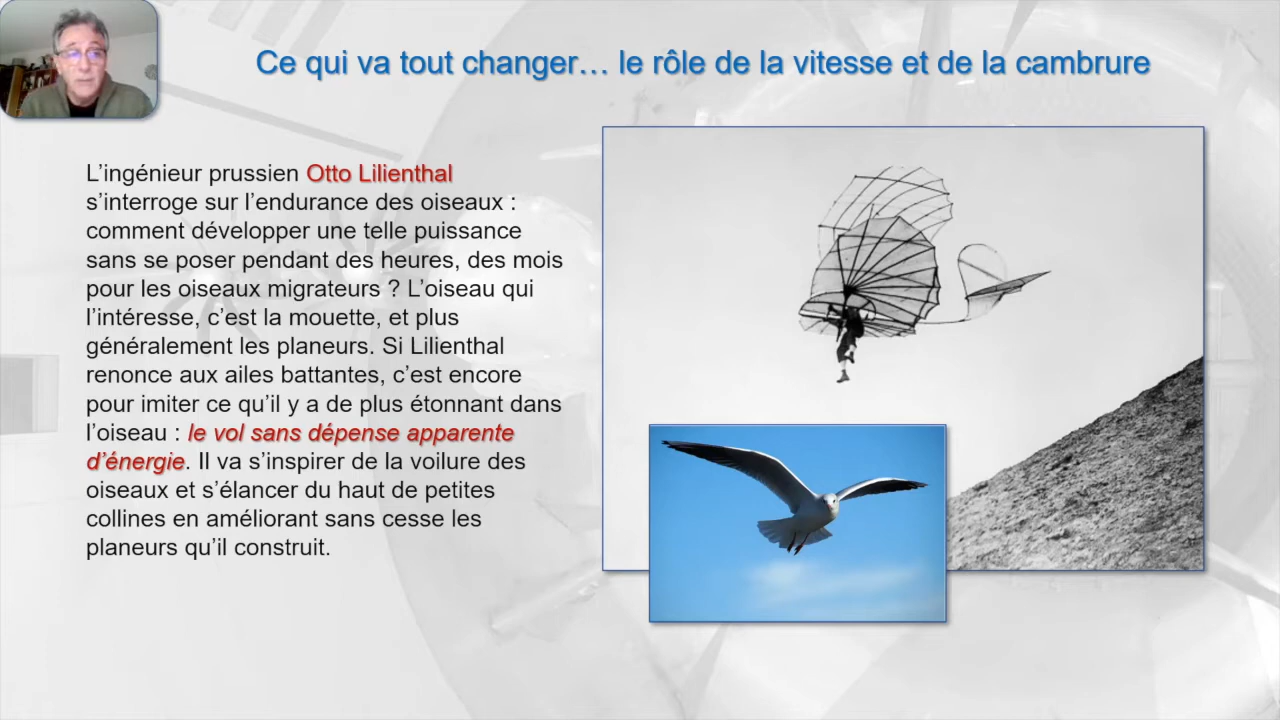 Ce qui va tout changer… le rôle de la vitesse et de la cambrure
L’ingénieur prussien Otto Lilienthal
s’interroge sur l’endurance des oiseaux :
comment développer une telle puissance
sans se poser pendant des heures, des mois
pour les oiseaux migrateurs ? L’oiseau qui
l’intéresse, c’est la mouette, et plus
généralement les planeurs. Si Lilienthal
renonce aux ailes battantes, c’est encore
pour imiter ce qu’il y a de plus étonnant dans
l’oiseau : le vol sans dépense apparente
d’énergie. Il va s’inspirer de la voilure des
oiseaux et s’élancer du haut de petites
collines en améliorant sans cesse les
planeurs qu’il construit.